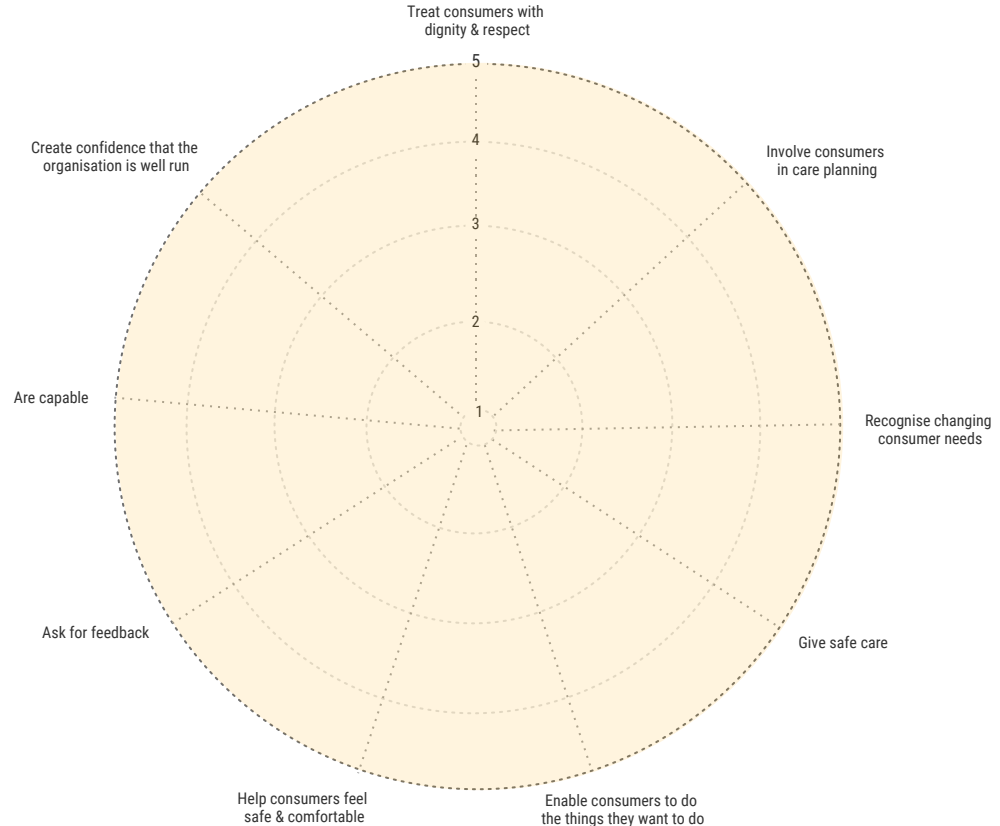 Treat consumers with
dignity & respect
5
4
3
2
1
Create confidence that the
organisation is well run
Involve consumers
in care planning
Are capable
Recognise changing
consumer needs
Ask for feedback
Give safe care
Help consumers feel
safe & comfortable
Enable consumers to do
the things they want to do